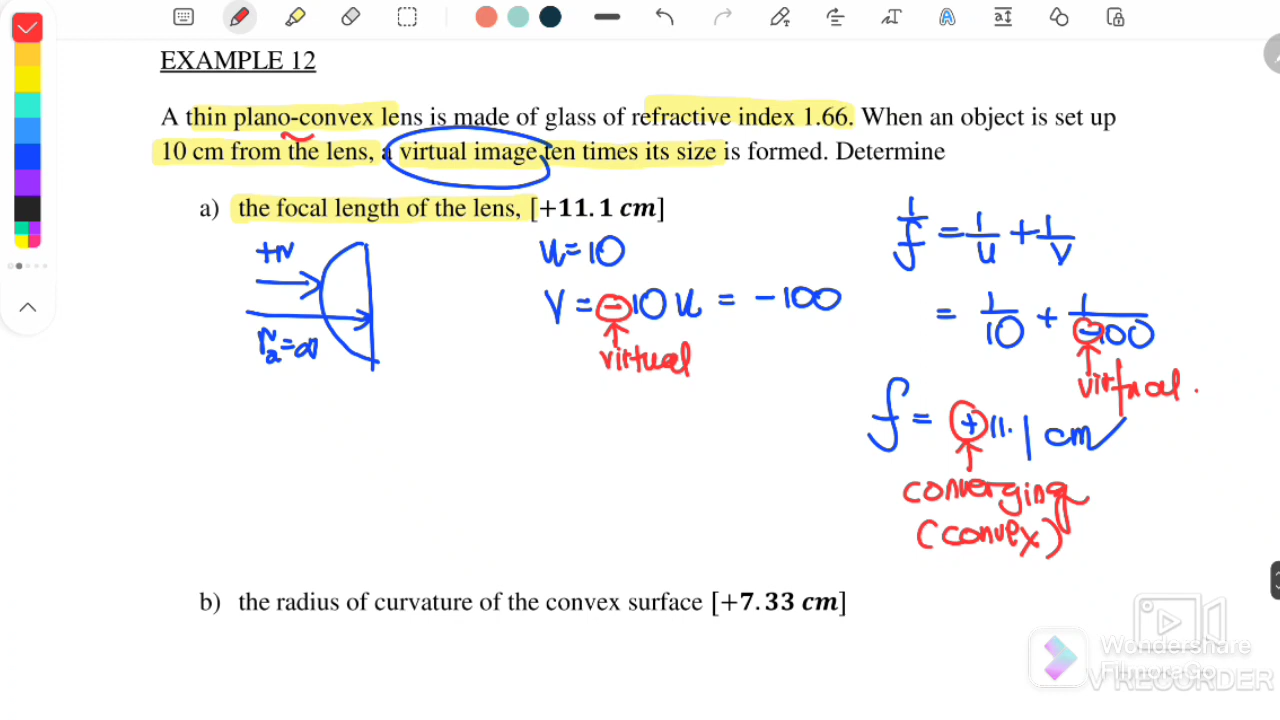 EXAMPLE 12
A thin plano-convex lens is made of glass of refractive index 1.66. When an object is set up
10 cm from the lens, a virtual image ten times its size is formed. Determine
a) the focal length of the lens, [+11.1 cm]
+r
r₂=∞
u=10
v = -10u = -100
virtual
1/f = 1/u + 1/v
= 1/10 + 1/-100
virtual.
f = +11.1 cm
converging
(convex)
b) the radius of curvature of the convex surface [+7.33 cm]
Wondershare
FilmoraGo
V RECORDER